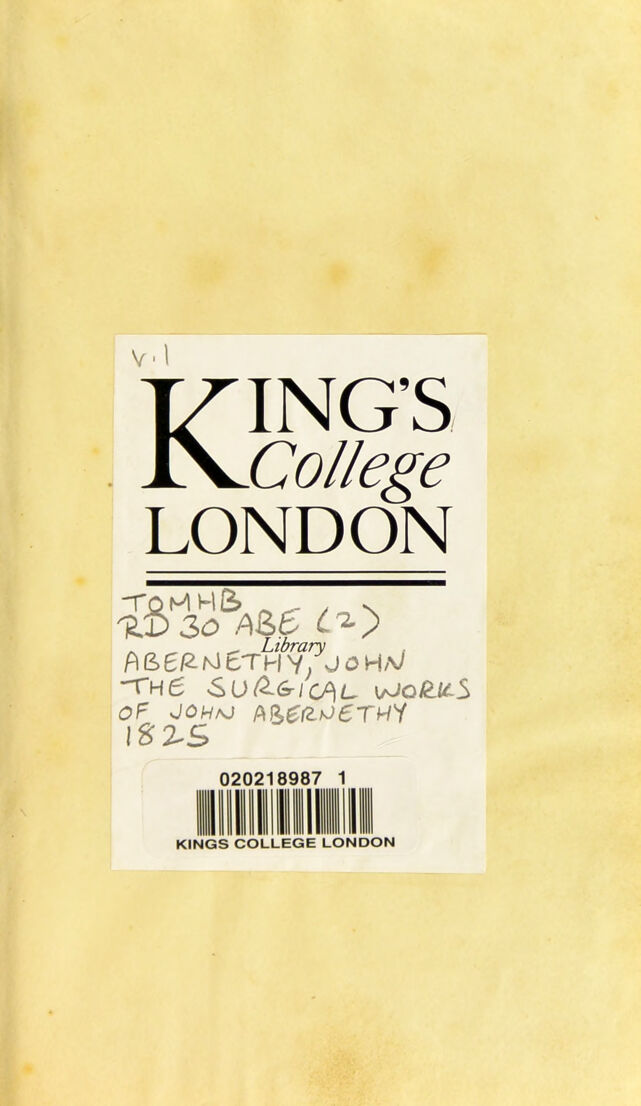 V.1
KING'S
College
LONDON
TOMHB
RD 30 ABE (2)
Library
ABERNETHY, JOHN
THE SURGICAL WORKS
OF JOHN ABERNETHY
1825
020218987 1
KINGS COLLEGE LONDON